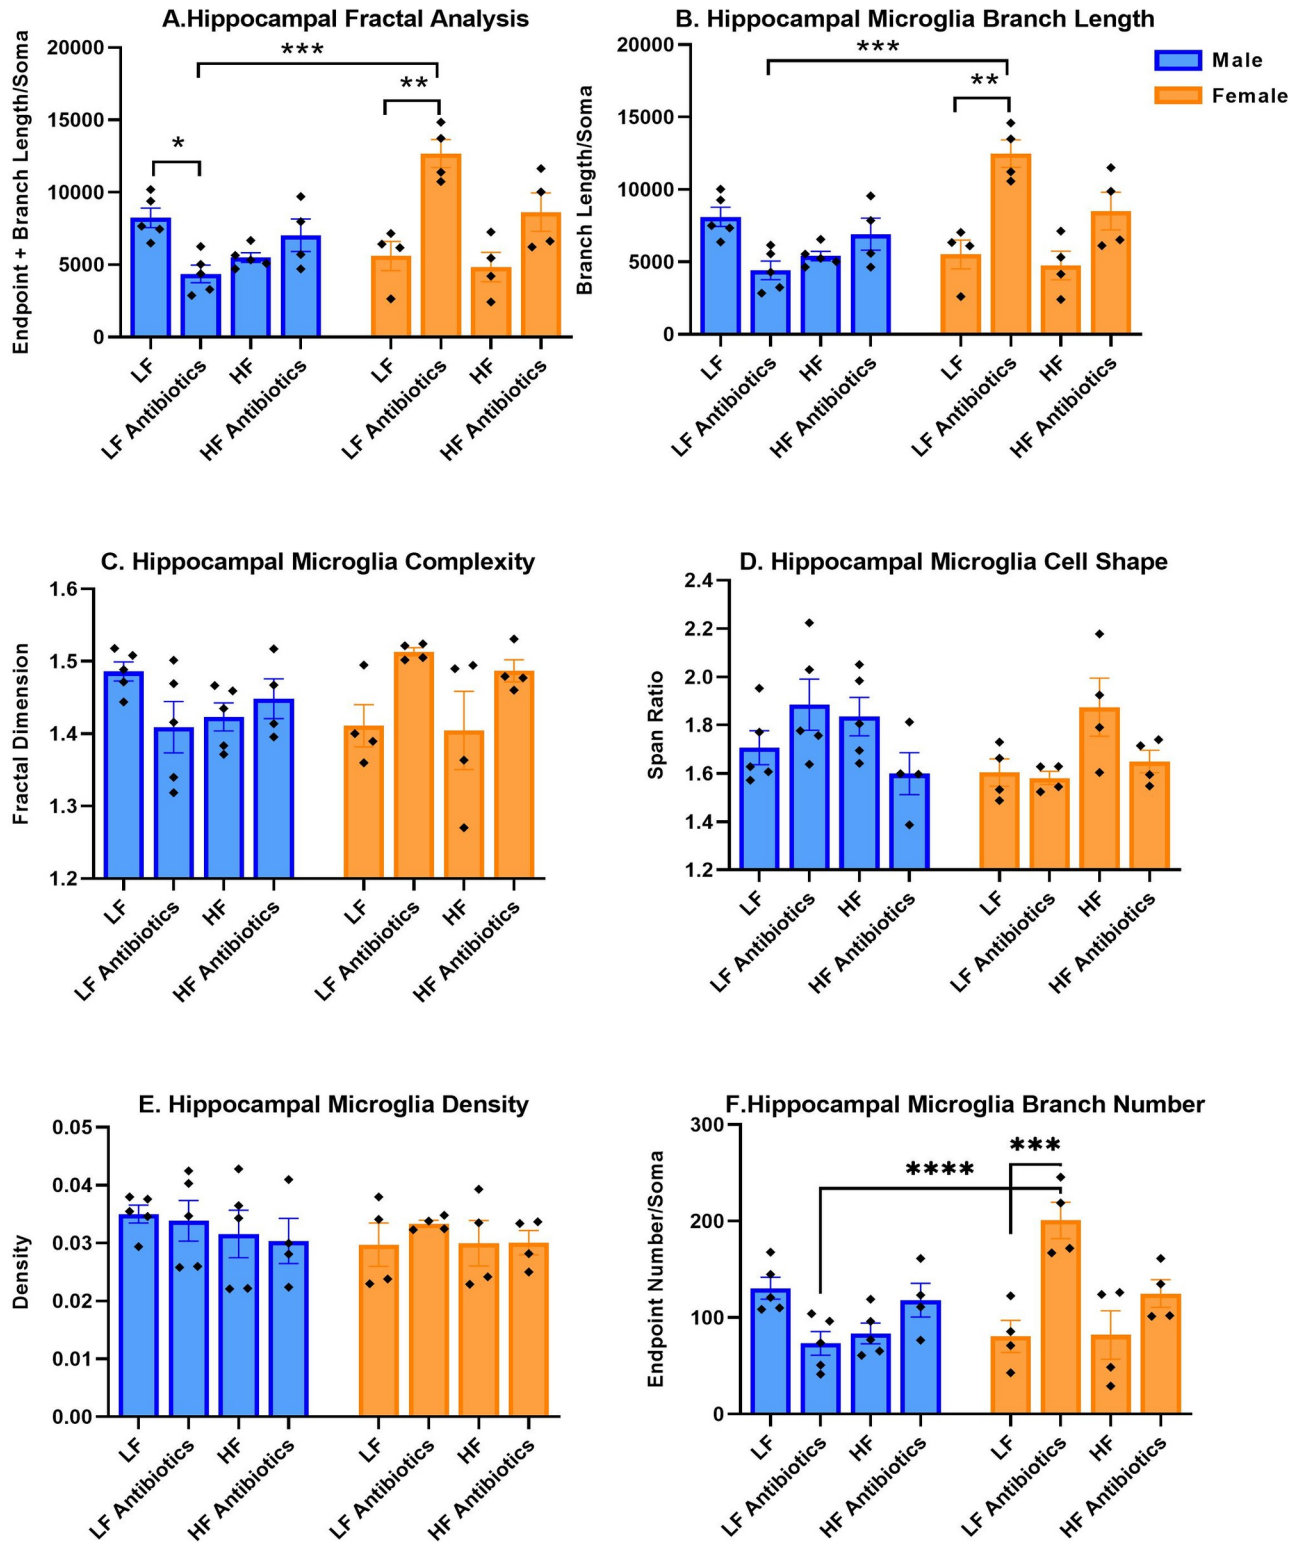 A.Hippocampal Fractal Analysis
Endpoint + Branch Length/Soma
20000
15000
10000
5000
0
*
***
**
LF
LF Antibiotics
HF
HF Antibiotics
LF
LF Antibiotics
HF
HF Antibiotics
B. Hippocampal Microglia Branch Length
Branch Length/Soma
20000
15000
10000
5000
0
***
**
LF
LF Antibiotics
HF
HF Antibiotics
LF
LF Antibiotics
HF
HF Antibiotics
Male
Female
C. Hippocampal Microglia Complexity
Fractal Dimension
1.6
1.5
1.4
1.3
1.2
LF
LF Antibiotics
HF
HF Antibiotics
LF
LF Antibiotics
HF
HF Antibiotics
D. Hippocampal Microglia Cell Shape
Span Ratio
2.4
2.2
2.0
1.8
1.6
1.4
1.2
LF
LF Antibiotics
HF
HF Antibiotics
LF
LF Antibiotics
HF
HF Antibiotics
E. Hippocampal Microglia Density
Density
0.05
0.04
0.03
0.02
0.01
0.00
LF
LF Antibiotics
HF
HF Antibiotics
LF
LF Antibiotics
HF
HF Antibiotics
F.Hippocampal Microglia Branch Number
Endpoint Number/Soma
300
200
100
0
****
***
LF
LF Antibiotics
HF
HF Antibiotics
LF
LF Antibiotics
HF
HF Antibiotics